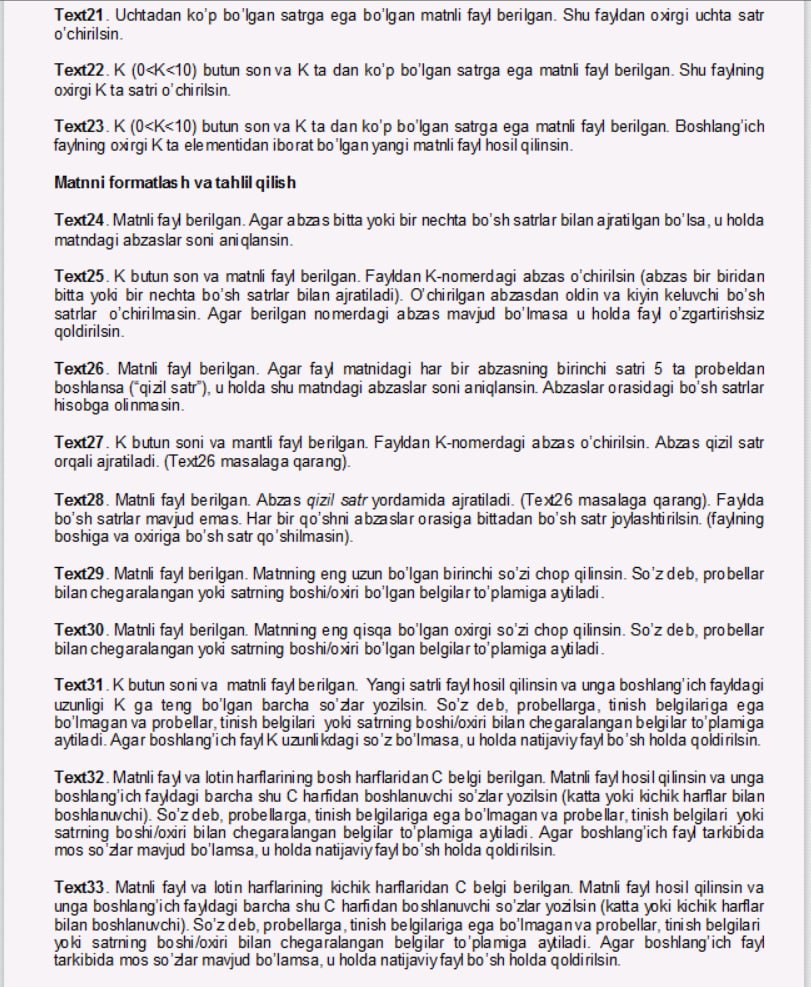 Text21. Uchtadan ko’p bo’lgan satrga ega bo’lgan matnli fayl berilgan. Shu fayldan oxirgi uchta satr
o’chirilsin.
Text22. K (0<K<10) butun son va K ta dan ko’p bo’lgan satrga ega matnli fayl berilgan. Shu faylning
oxirgi K ta satri o’chirilsin.
Text23. K (0<K<10) butun son va K ta dan ko’p bo’lgan satrga ega matnli fayl berilgan. Boshlang’ich
faylning oxirgi K ta elementidan iborat bo’lgan yangi matnli fayl hosil qilinsin.
Matnni formatlash va tahlil qilish
Text24. Matnli fayl berilgan. Agar abzas bitta yoki bir nechta bo’sh satrlar bilan ajratilgan bo’lsa, u holda
matndagi abzaslar soni aniqlansin.
Text25. K butun son va matnli fayl berilgan. Fayldan K-nomerdagi abzas o’chirilsin (abzas bir biridan
bitta yoki bir nechta bo’sh satrlar bilan ajratiladi). O’chirilgan abzasdan oldin va kiyin keluvchi bo’sh
satrlar o’chirilmasin. Agar berilgan nomerdagi abzas mavjud bo’lmasa u holda fayl o’zgartirishsiz
qoldirilsin.
Text26. Matnli fayl berilgan. Agar fayl matnidagi har bir abzasning birinchi satri 5 ta probeldan
boshlansa (“qizil satr”), u holda shu matndagi abzaslar soni aniqlansin. Abzaslar orasidagi bo’sh satrlar
hisobga olinmasin.
Text27. K butun soni va mantli fayl berilgan. Fayldan K-nomerdagi abzas o’chirilsin. Abzas qizil satr
orqali ajratiladi. (Text26 masalaga qarang).
Text28. Matnli fayl berilgan. Abzas qizil satr yordamida ajratiladi. (Text26 masalaga qarang). Faylda
bo’sh satrlar mavjud emas. Har bir qo’shni abzaslar orasiga bittadan bo’sh satr joylashtirilsin. (faylning
boshiga va oxiriga bo’sh satr qo’shilmasin).
Text29. Matnli fayl berilgan. Matnning eng uzun bo’lgan birinchi so’zi chop qilinsin. So’z deb, probellar
bilan chegaralangan yoki satrning boshi/oxiri bo’lgan belgilar to’plamiga aytiladi.
Text30. Matnli fayl berilgan. Matnning eng qisqa bo’lgan oxirgi so’zi chop qilinsin. So’z deb, probellar
bilan chegaralangan yoki satrning boshi/oxiri bo’lgan belgilar to’plamiga aytiladi.
Text31. K butun soni va matnli fayl berilgan. Yangi satrli fayl hosil qilinsin va unga boshlang’ich fayldagi
uzunligi K ga teng bo’lgan barcha so’zlar yozilsin. So’z deb, probellarga, tinish belgilariga ega
bo’lmagan va probellar, tinish belgilari yoki satrning boshi/oxiri bilan chegaralangan belgilar to’plamiga
aytiladi. Agar boshlang’ich fayl K uzunlikdagi so’z bo’lmasa, u holda natijaviy fayl bo’sh holda qoldirilsin.
Text32. Matnli fayl va lotin harflarining bosh harflaridan C belgi berilgan. Matnli fayl hosil qilinsin va unga
boshlang’ich fayldagi barcha shu C harfidan boshlanuvchi so’zlar yozilsin (katta yoki kichik harflar bilan
boshlanuvchi). So’z deb, probellarga, tinish belgilariga ega bo’lmagan va probellar, tinish belgilari yoki
satrning boshi/oxiri bilan chegaralangan belgilar to’plamiga aytiladi. Agar boshlang’ich fayl tarkibida
mos so’zlar mavjud bo’lamsa, u holda natijaviy fayl bo’sh holda qoldirilsin.
Text33. Matnli fayl va lotin harflarining kichik harflaridan C belgi berilgan. Matnli fayl hosil qilinsin va
unga boshlang’ich fayldagi barcha shu C harfidan boshlanuvchi so’zlar yozilsin (katta yoki kichik harflar
bilan boshlanuvchi). So’z deb, probellarga, tinish belgilariga ega bo’lmagan va probellar, tinish belgilari
yoki satrning boshi/oxiri bilan chegaralangan belgilar to’plamiga aytiladi. Agar boshlang’ich fayl
tarkibida mos so’zlar mavjud bo’lamsa, u holda natijaviy fayl bo’sh holda qoldirilsin.